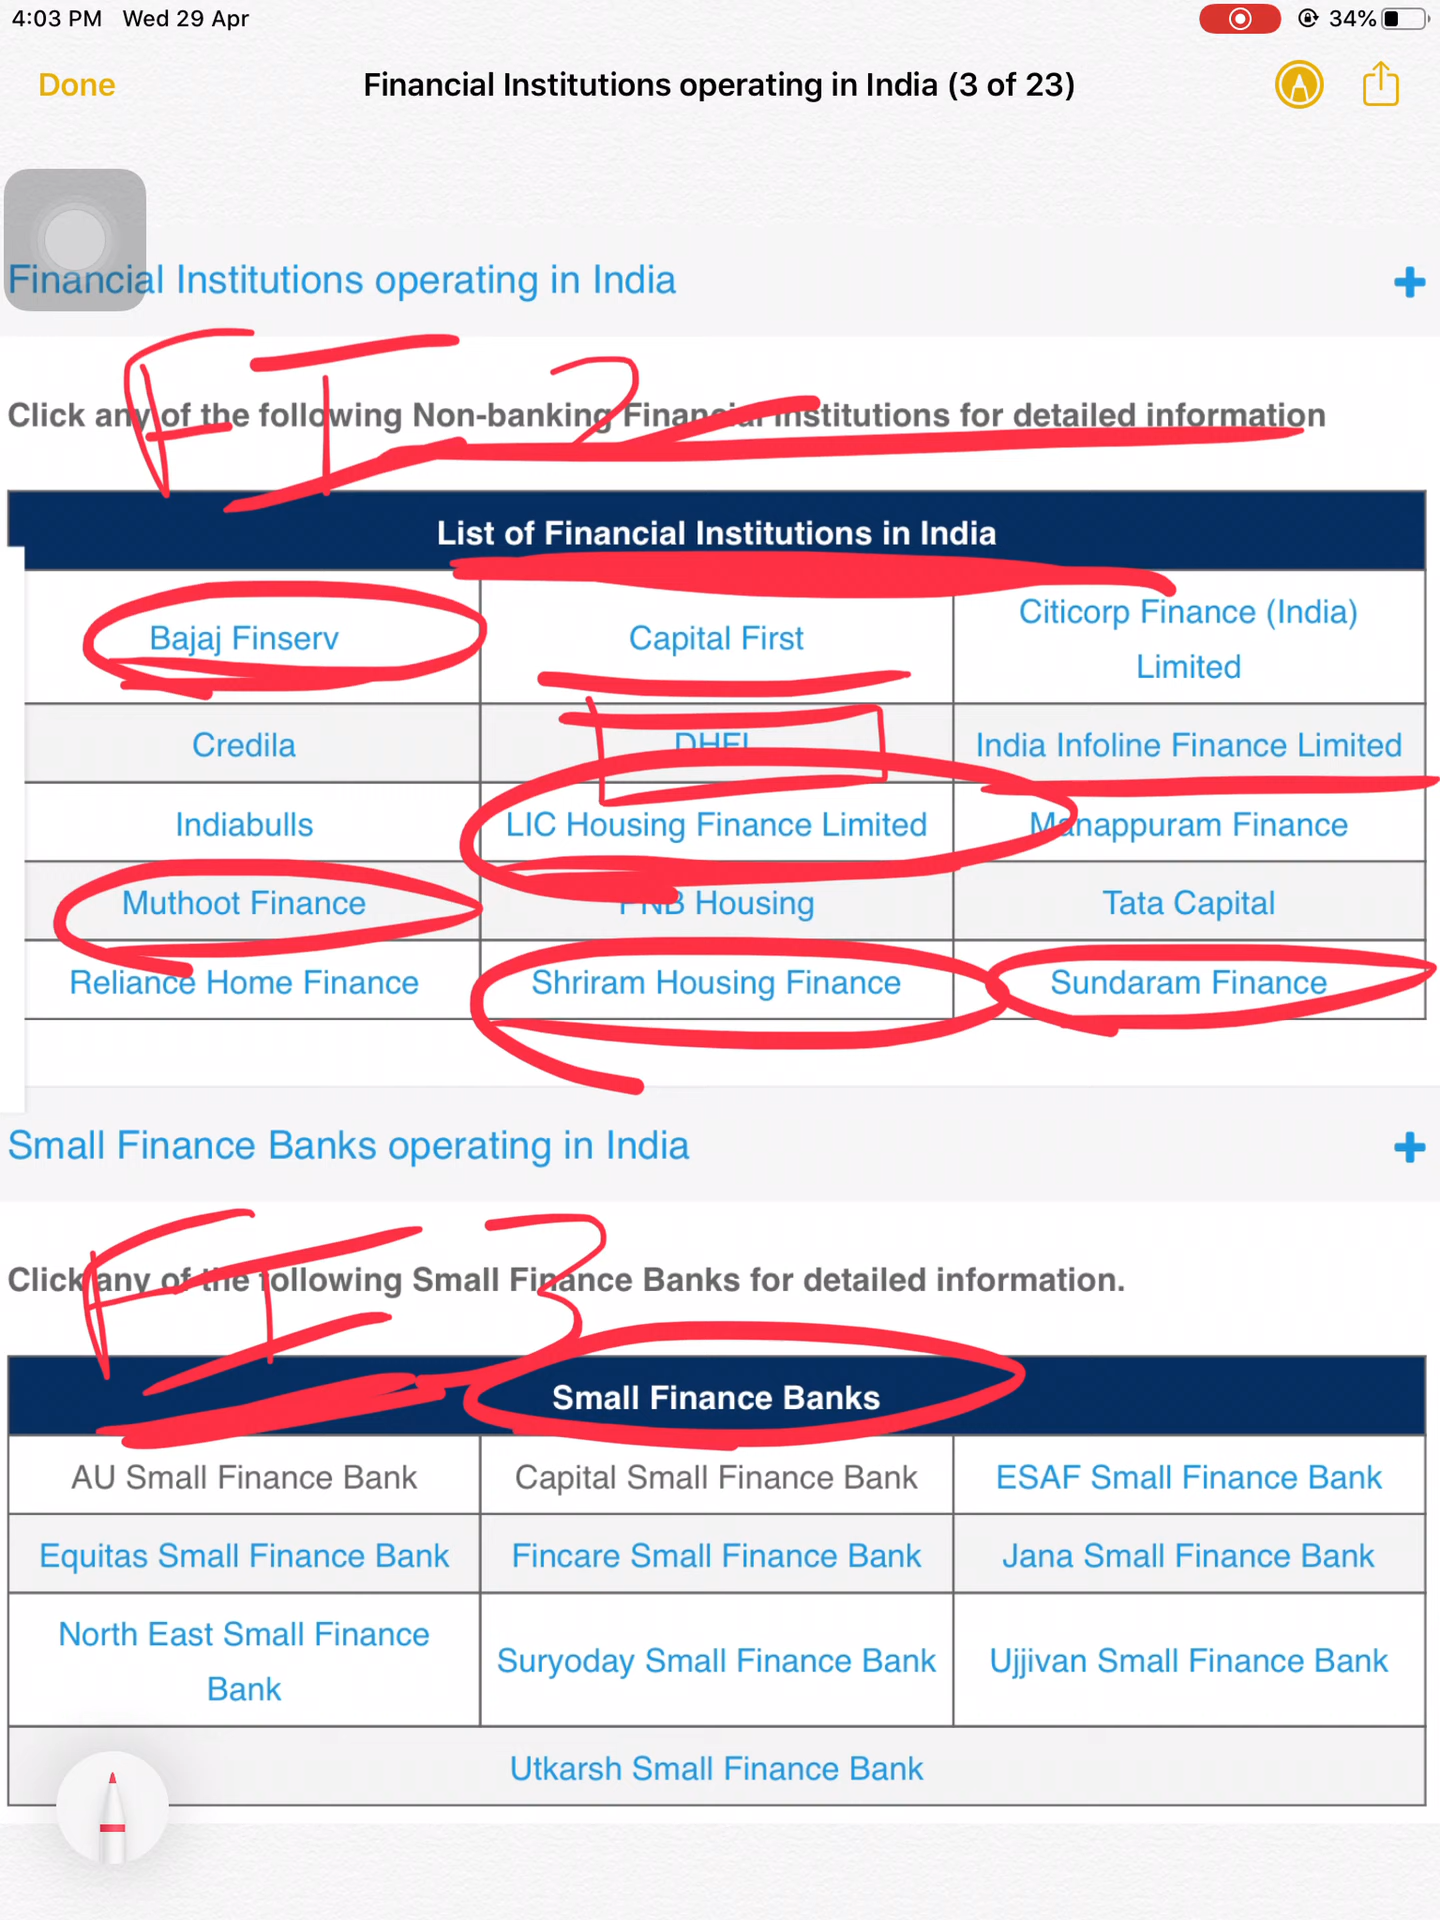 4:03 PM Wed 29 Apr 34%
Done Financial Institutions operating in India (3 of 23)
Financial Institutions operating in India
FI 2
Click any of the following Non-banking Financial Institutions for detailed information
List of Financial Institutions in India
Bajaj Finserv Capital First Citicorp Finance (India) Limited
Credila DHFL India Infoline Finance Limited
Indiabulls LIC Housing Finance Limited Manappuram Finance
Muthoot Finance PNB Housing Tata Capital
Reliance Home Finance Shriram Housing Finance Sundaram Finance
Small Finance Banks operating in India
FI 3
Click any of the following Small Finance Banks for detailed information.
Small Finance Banks
AU Small Finance Bank Capital Small Finance Bank ESAF Small Finance Bank
Equitas Small Finance Bank Fincare Small Finance Bank Jana Small Finance Bank
North East Small Finance Bank Suryoday Small Finance Bank Ujjivan Small Finance Bank
Utkarsh Small Finance Bank